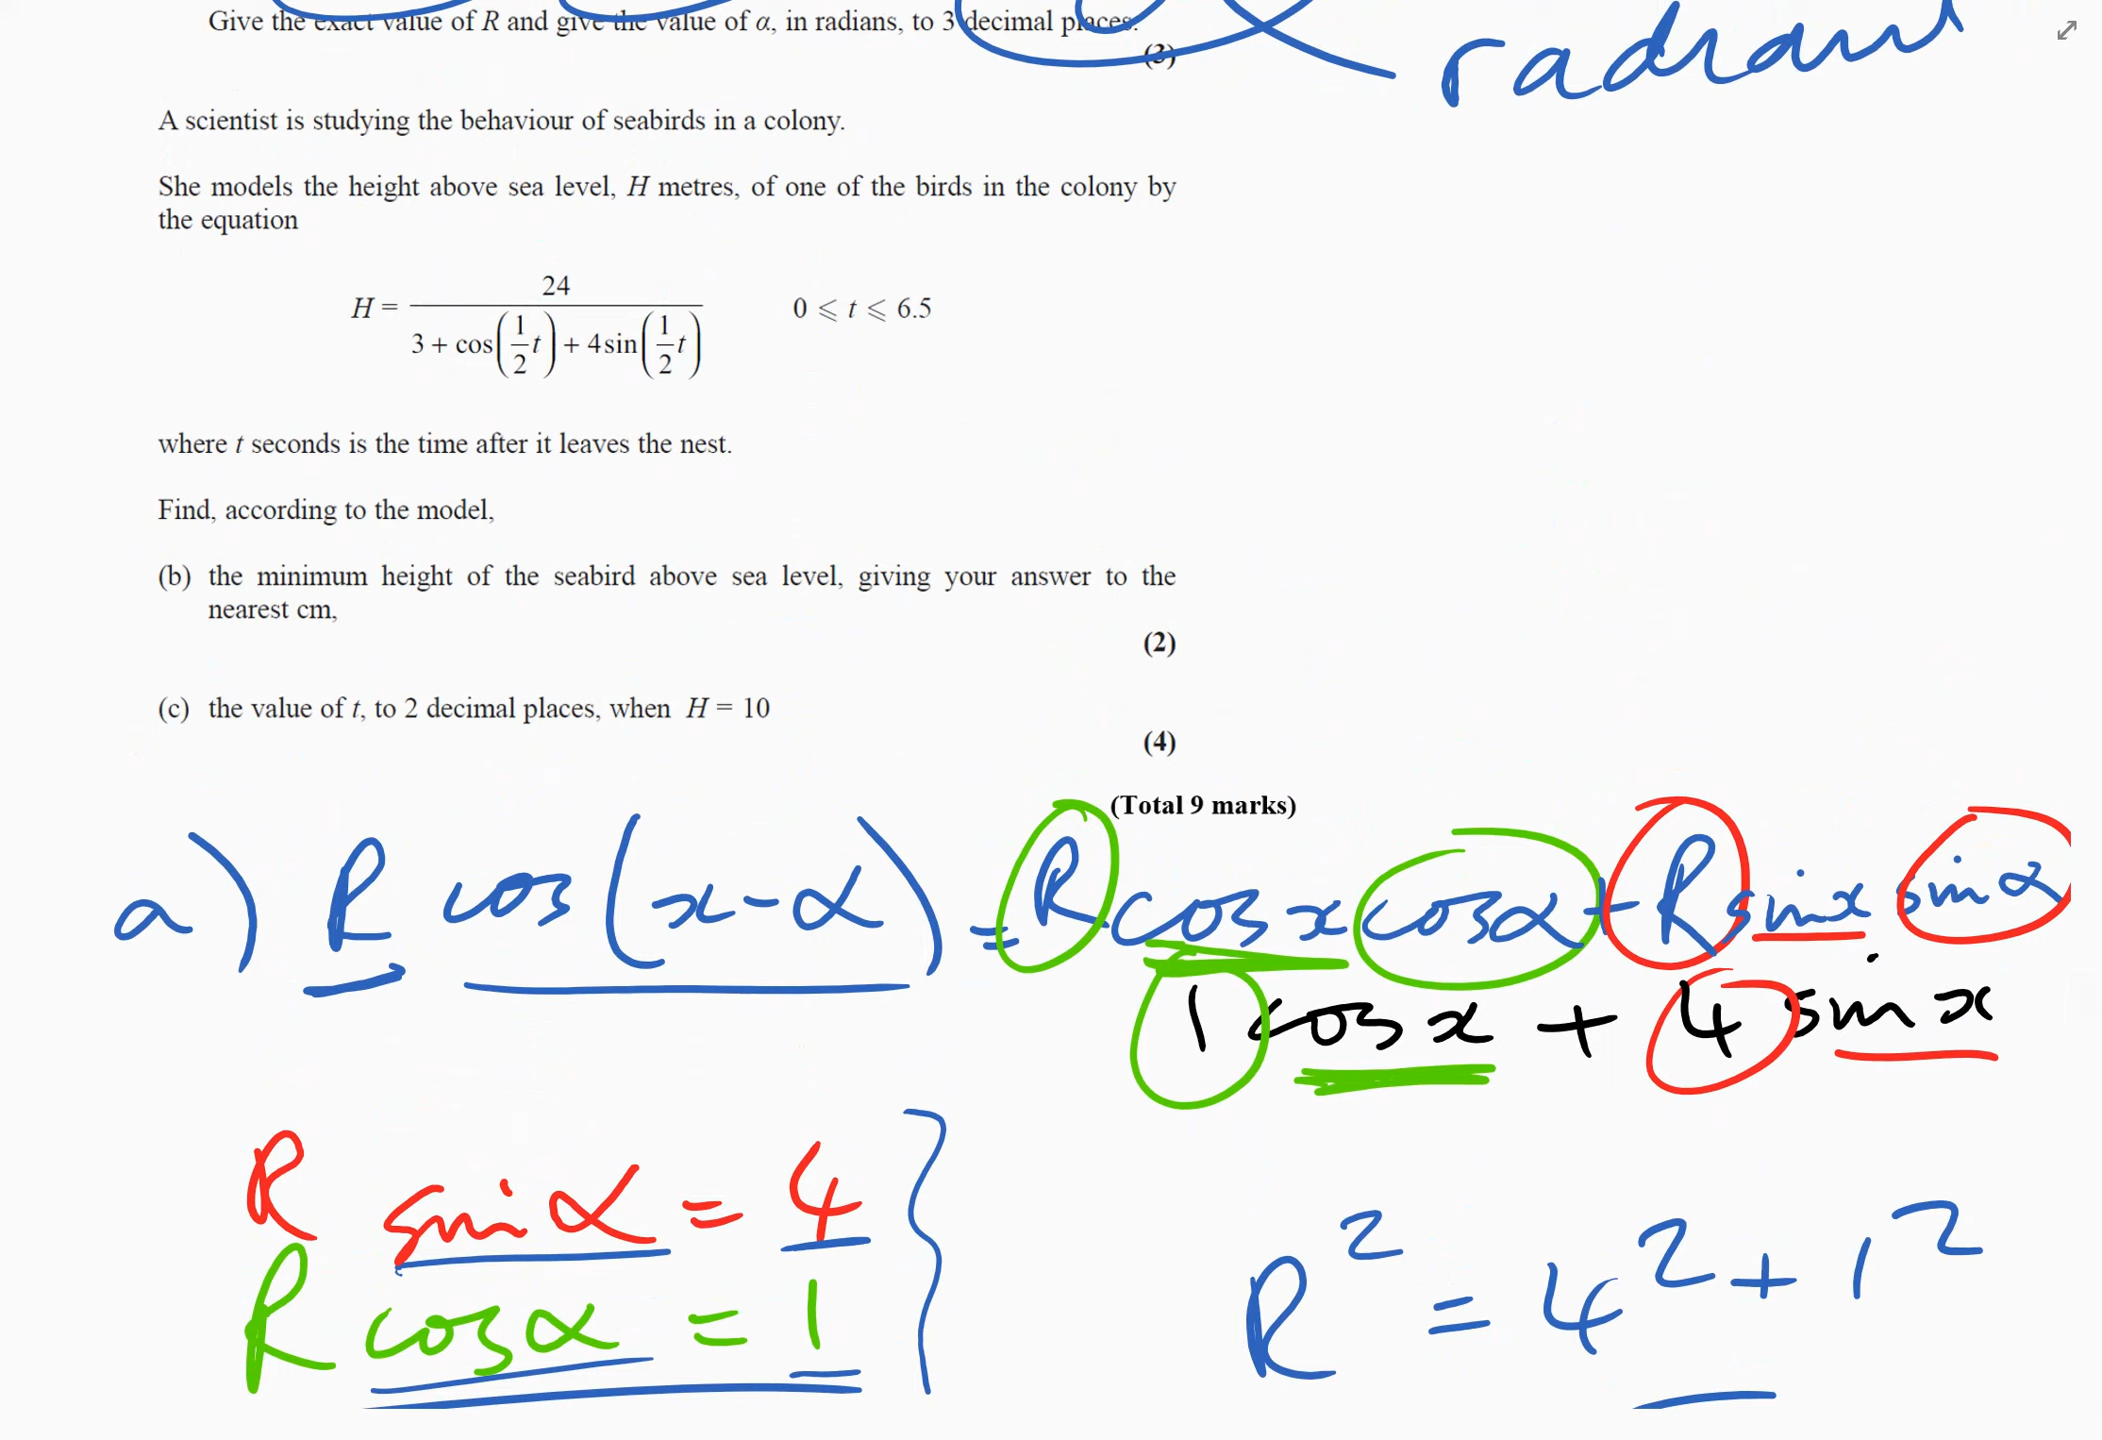 Give the exact value of R and give the value of α, in radians, to 3 decimal places.
(3)
radians
A scientist is studying the behaviour of seabirds in a colony.
She models the height above sea level, H metres, of one of the birds in the colony by
the equation
H = 24 / (3 + cos(1/2 t) + 4sin(1/2 t))    0 ⩽ t ⩽ 6.5
where t seconds is the time after it leaves the nest.
Find, according to the model,
(b) the minimum height of the seabird above sea level, giving your answer to the
nearest cm,
(2)
(c) the value of t, to 2 decimal places, when H = 10
(4)
(Total 9 marks)
a) R cos(x-α) = R cos x cos α + R sin x sin α
1 cos x + 4 sin x
R sin α = 4
R cos α = 1
R² = 4² + 1²